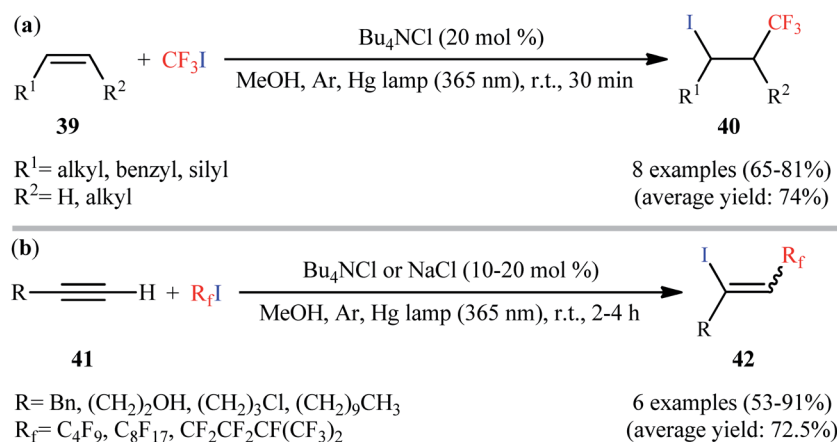 (a)
Bu₄NCl (20 mol %)
R¹ R² + CF₃I
MeOH, Ar, Hg lamp (365 nm), r.t., 30 min
I CF₃
R¹ R²
39
40
R¹= alkyl, benzyl, silyl
8 examples (65-81%)
R²= H, alkyl
(average yield: 74%)
(b)
Bu₄NCl or NaCl (10-20 mol %)
R H + R_fI
MeOH, Ar, Hg lamp (365 nm), r.t., 2-4 h
I R_f
R
41
42
R= Bn, (CH₂)₂OH, (CH₂)₃Cl, (CH₂)₉CH₃
6 examples (53-91%)
R_f= C₄F₉, C₈F₁₇, CF₂CF₂CF(CF₃)₂
(average yield: 72.5%)